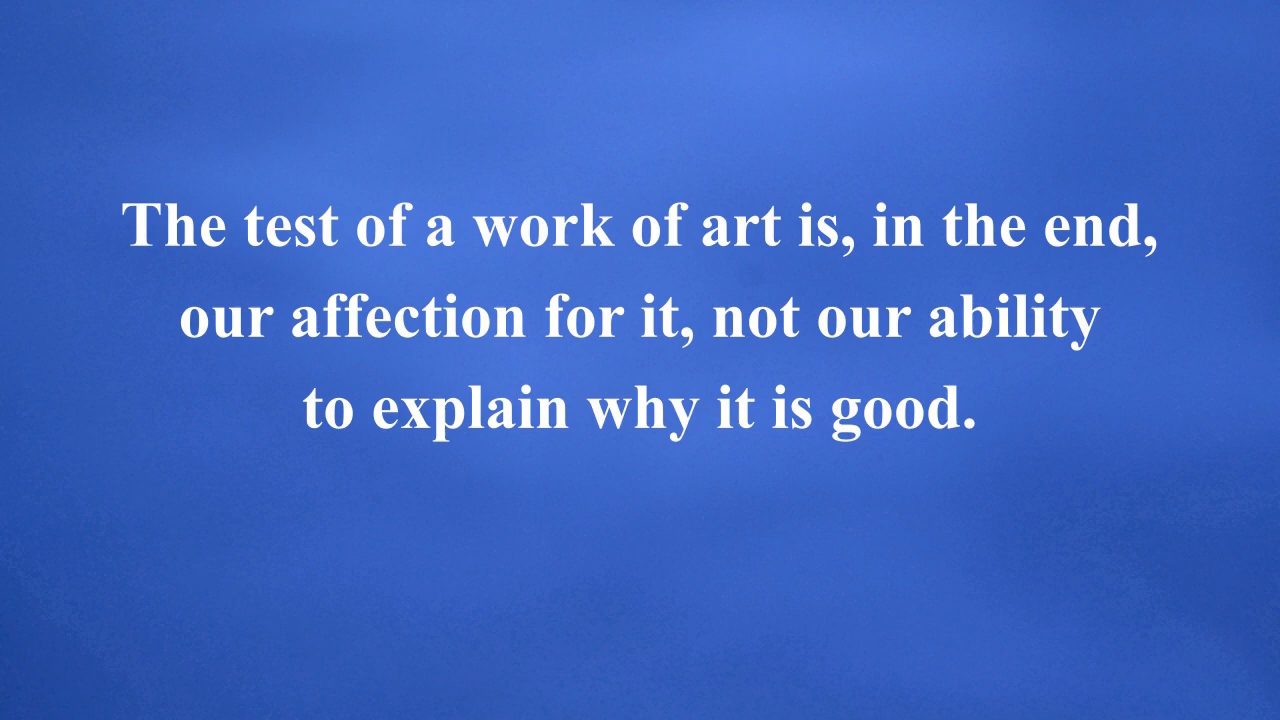 The test of a work of art is, in the end,
our affection for it, not our ability
to explain why it is good.